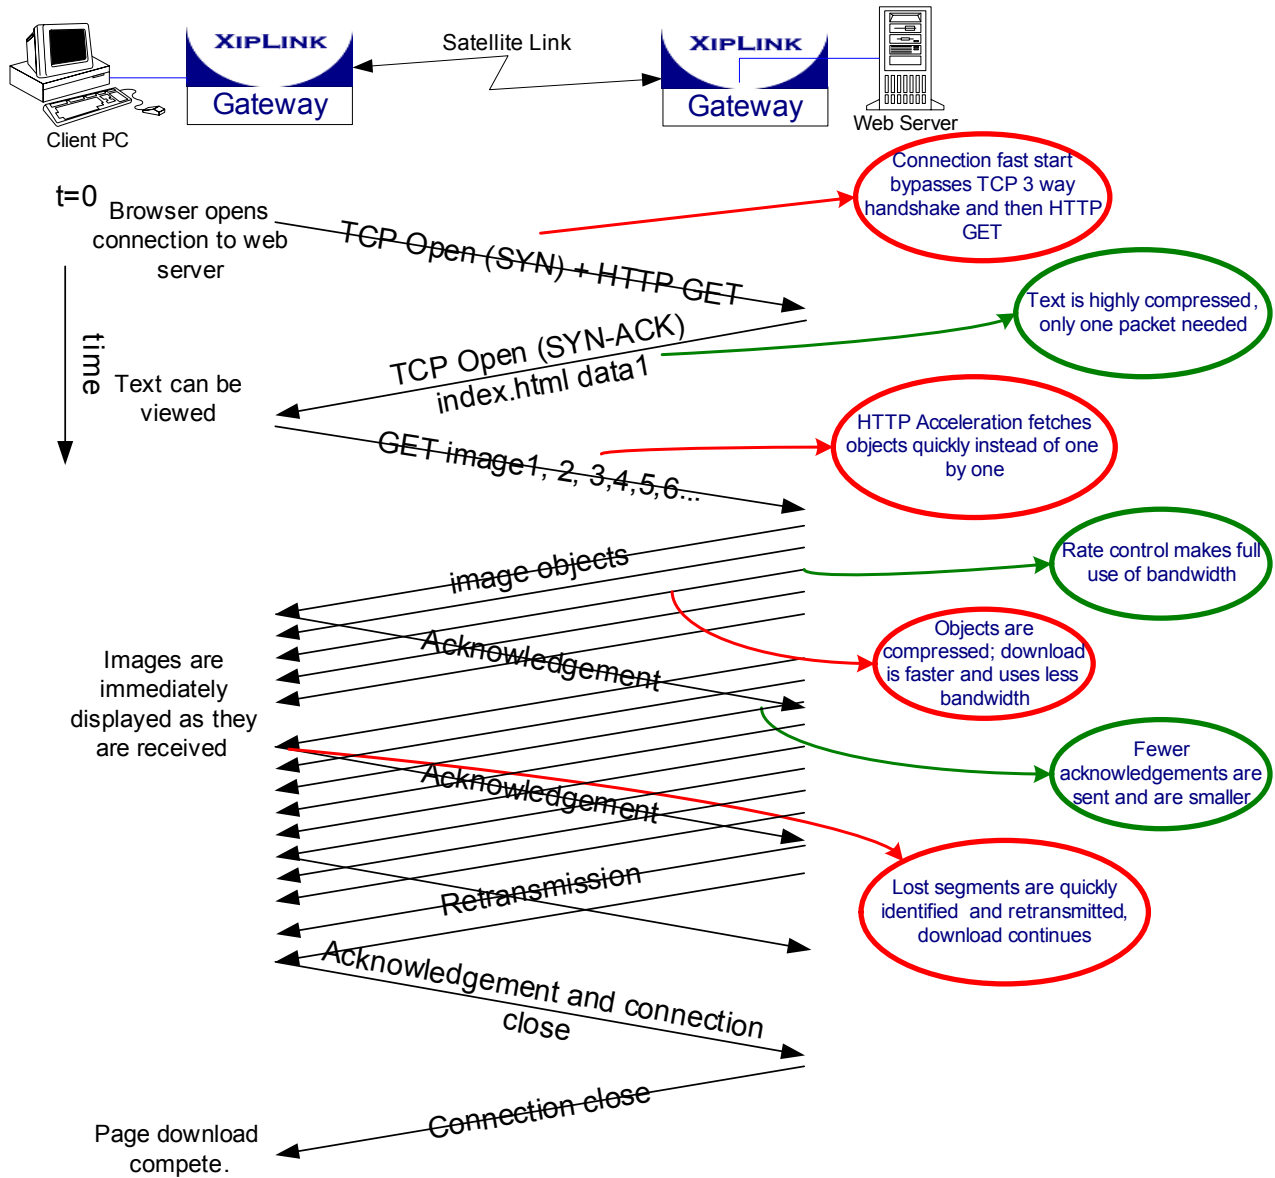 XIPLINK
Gateway
Satellite Link
XIPLINK
Gateway
Client PC
Web Server
Connection fast start
bypasses TCP 3 way
handshake and then HTTP
GET
t=0
Browser opens
connection to web
server
TCP Open (SYN) + HTTP GET
Text is highly compressed,
only one packet needed
time
TCP Open (SYN-ACK)
index.html data1
Text can be
viewed
HTTP Acceleration fetches
objects quickly instead of one
by one
GET image1, 2, 3,4,5,6...
Rate control makes full
use of bandwidth
image objects
Objects are
compressed; download
is faster and uses less
bandwidth
Acknowledgement
Images are
immediately
displayed as they
are received
Fewer
acknowledgements are
sent and are smaller
Acknowledgement
Lost segments are quickly
identified and retransmitted,
download continues
Retransmission
Acknowledgement and connection
close
Connection close
Page download
compete.